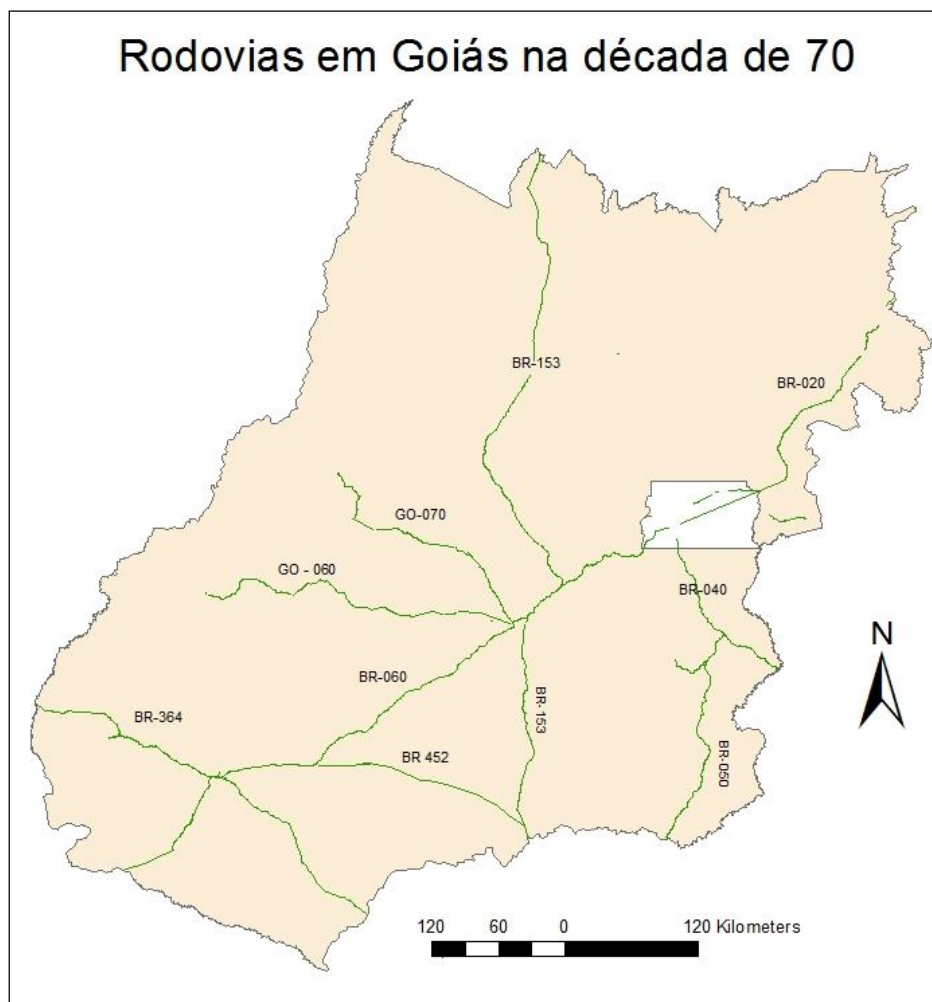 Rodovias em Goiás na década de 70
BR-153
BR-020
GO-070
GO - 060
BR-040
N
BR-060
BR-153
BR-364
BR 452
BR-050
120 60 0 120 Kilometers